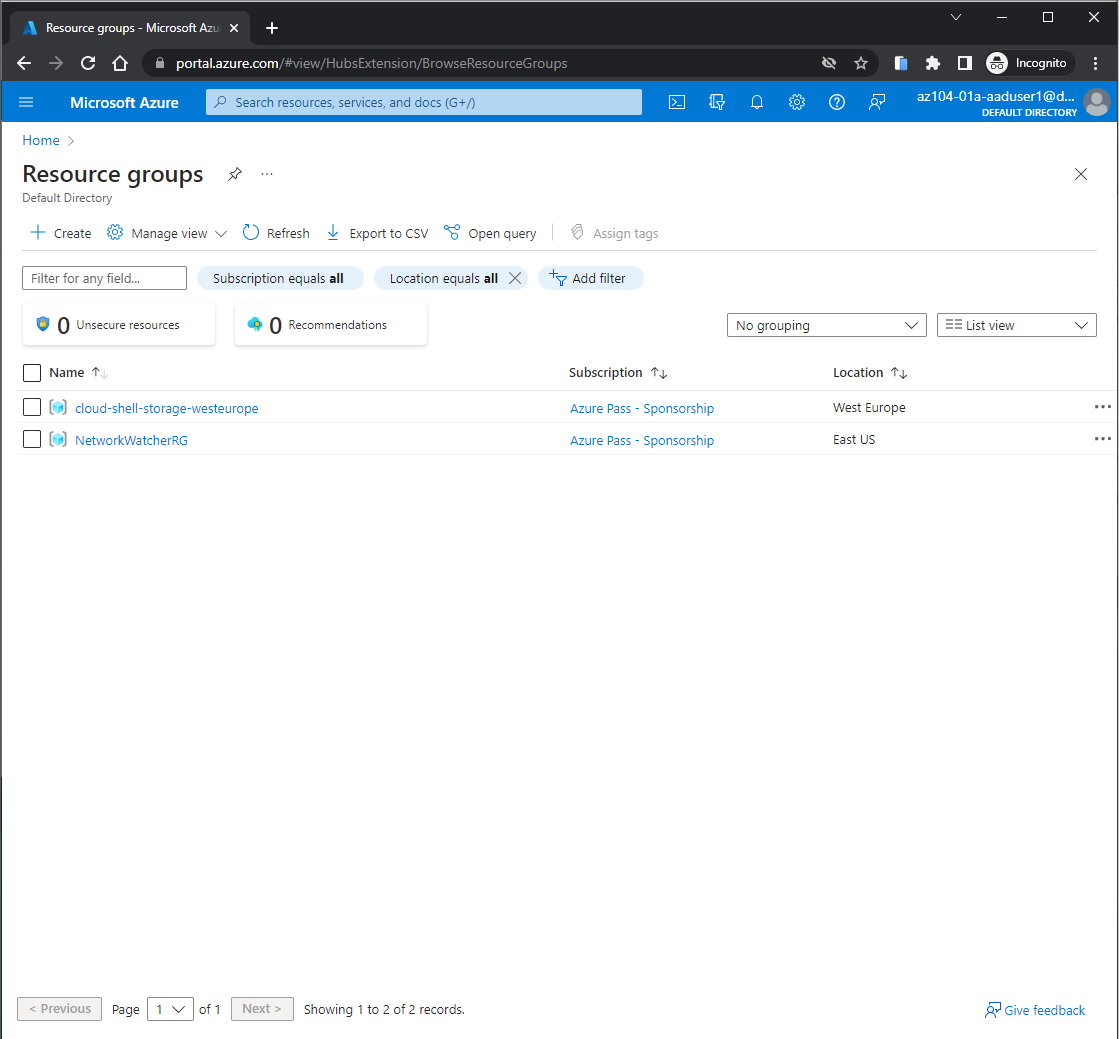 Resource groups - Microsoft Azu
portal.azure.com/#view/HubsExtension/BrowseResourceGroups
Incognito
Microsoft Azure
Search resources, services, and docs (G+/)
az104-01a-aaduser1@d...
DEFAULT DIRECTORY
Home
Resource groups
...
Default Directory
Create
Manage view
Refresh
Export to CSV
Open query
Assign tags
Filter for any field...
Subscription equals all
Location equals all
Add filter
0 Unsecure resources
0 Recommendations
No grouping
List view
Name
Subscription
Location
cloud-shell-storage-westeurope
Azure Pass - Sponsorship
West Europe
NetworkWatcherRG
Azure Pass - Sponsorship
East US
< Previous
Page 1 of 1
Next >
Showing 1 to 2 of 2 records.
Give feedback